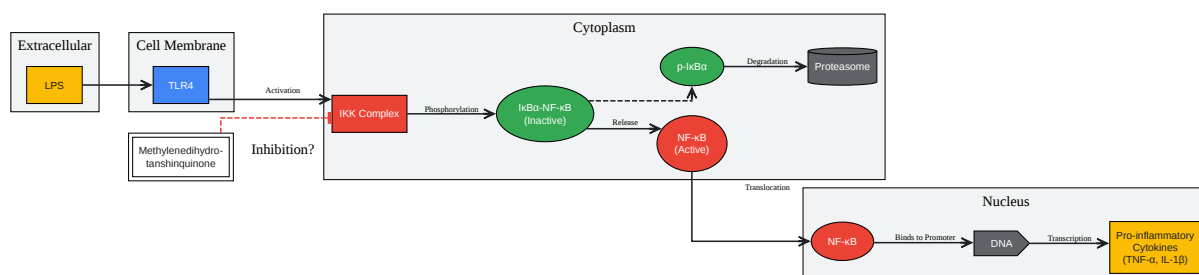 Extracellular
Cell Membrane
Cytoplasm
LPS
TLR4
Activation
IKK Complex
Phosphorylation
IκBα-NF-κB
(Inactive)
p-IκBα
Degradation
Proteasome
Release
NF-κB
(Active)
Methylenedihydro-
tanshinquinone
Inhibition?
Translocation
Nucleus
NF-κB
Binds to Promoter
DNA
Transcription
Pro-inflammatory
Cytokines
(TNF-α, IL-1β)